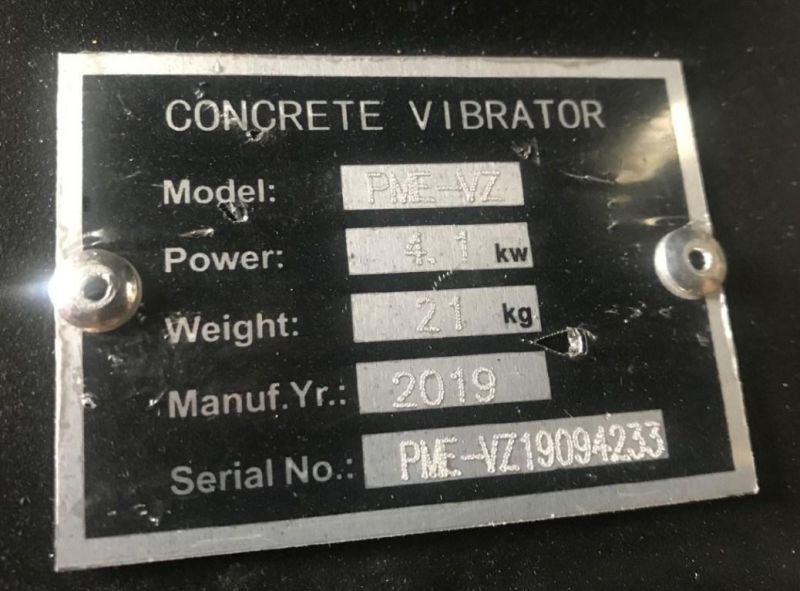 CONCRETE VIBRATOR
Model: PME-VZ
Power: 4.1 kw
Weight: 21 kg
Manuf.Yr.: 2019
Serial No.: PME-VZ19094233